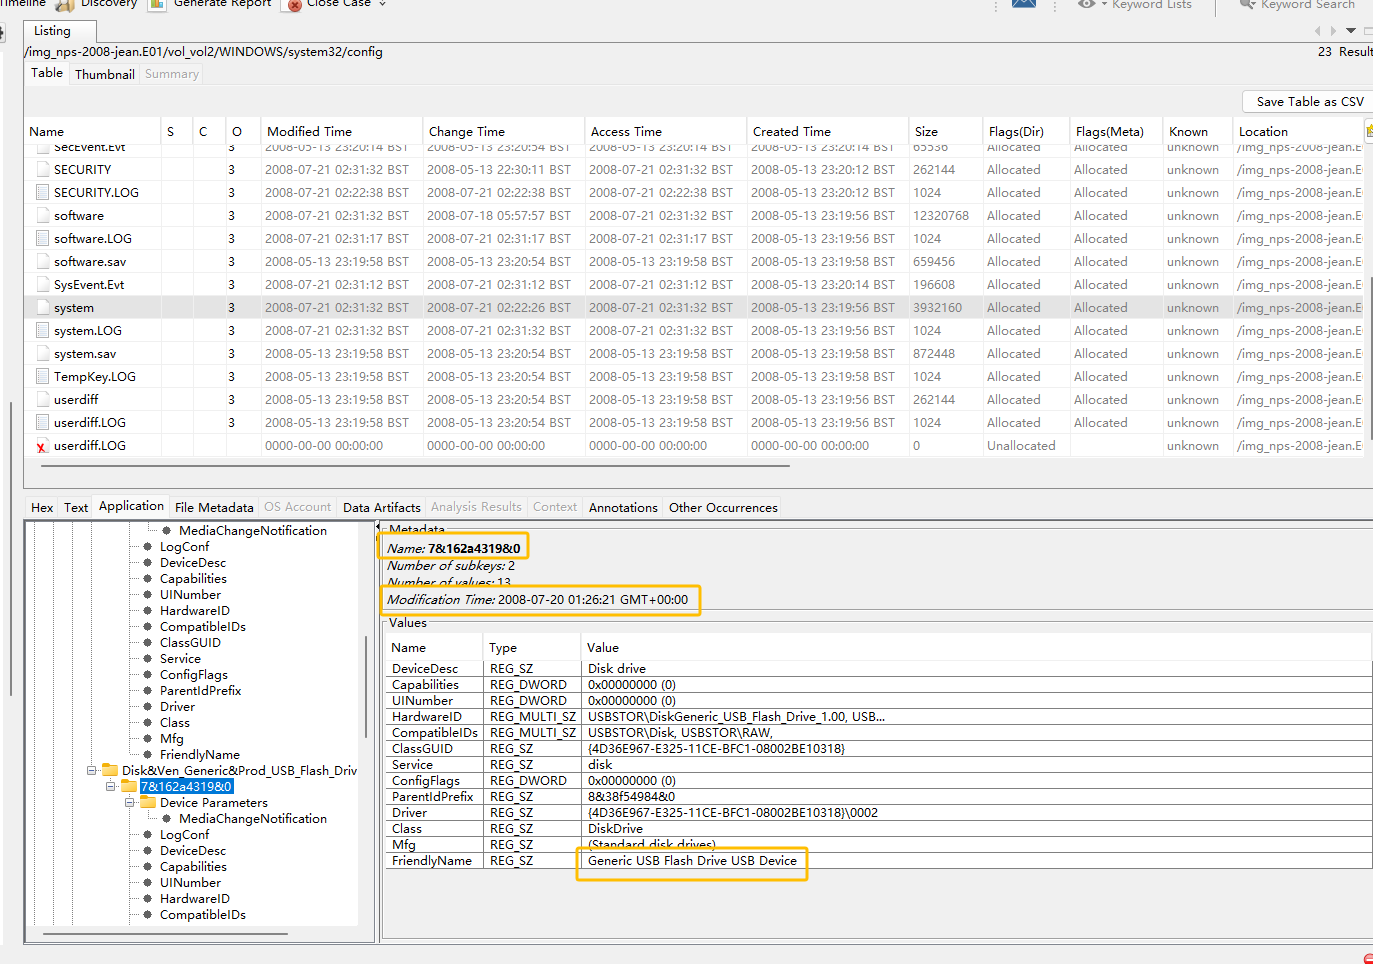 Timeline Discovery Generate Report Close Case Keyword Lists Keyword Search
Listing
/img_nps-2008-jean.E01/vol_vol2/WINDOWS/system32/config
23 Result
Table Thumbnail Summary
Save Table as CSV
Name S C O Modified Time Change Time Access Time Created Time Size Flags(Dir) Flags(Meta) Known Location
SecEvent.Evt 3 2008-05-13 23:20:14 BST 2008-05-13 23:20:54 BST 2008-05-13 23:20:14 BST 2008-05-13 23:20:14 BST 65536 Allocated Allocated unknown /img_nps-2008-jean.E
SECURITY 3 2008-07-21 02:31:32 BST 2008-05-13 22:30:11 BST 2008-07-21 02:31:32 BST 2008-05-13 23:20:12 BST 262144 Allocated Allocated unknown /img_nps-2008-jean.E
SECURITY.LOG 3 2008-07-21 02:22:38 BST 2008-07-21 02:22:38 BST 2008-07-21 02:22:38 BST 2008-05-13 23:20:12 BST 1024 Allocated Allocated unknown /img_nps-2008-jean.E
software 3 2008-07-21 02:31:32 BST 2008-07-18 05:57:57 BST 2008-07-21 02:31:32 BST 2008-05-13 23:19:56 BST 12320768 Allocated Allocated unknown /img_nps-2008-jean.E
software.LOG 3 2008-07-21 02:31:17 BST 2008-07-21 02:31:17 BST 2008-07-21 02:31:17 BST 2008-05-13 23:19:56 BST 1024 Allocated Allocated unknown /img_nps-2008-jean.E
software.sav 3 2008-05-13 23:19:58 BST 2008-05-13 23:20:54 BST 2008-05-13 23:19:58 BST 2008-05-13 23:19:56 BST 659456 Allocated Allocated unknown /img_nps-2008-jean.E
SysEvent.Evt 3 2008-07-21 02:31:12 BST 2008-07-21 02:31:12 BST 2008-07-21 02:31:12 BST 2008-05-13 23:20:14 BST 196608 Allocated Allocated unknown /img_nps-2008-jean.E
system 3 2008-07-21 02:31:32 BST 2008-07-21 02:22:26 BST 2008-07-21 02:31:32 BST 2008-05-13 23:19:56 BST 3932160 Allocated Allocated unknown /img_nps-2008-jean.E
system.LOG 3 2008-07-21 02:31:32 BST 2008-07-21 02:31:32 BST 2008-07-21 02:31:32 BST 2008-05-13 23:19:56 BST 1024 Allocated Allocated unknown /img_nps-2008-jean.E
system.sav 3 2008-05-13 23:19:58 BST 2008-05-13 23:20:54 BST 2008-05-13 23:19:58 BST 2008-05-13 23:19:58 BST 872448 Allocated Allocated unknown /img_nps-2008-jean.E
TempKey.LOG 3 2008-05-13 23:19:58 BST 2008-05-13 23:20:54 BST 2008-05-13 23:19:58 BST 2008-05-13 23:19:58 BST 1024 Allocated Allocated unknown /img_nps-2008-jean.E
userdiff 3 2008-05-13 23:19:58 BST 2008-05-13 23:20:54 BST 2008-05-13 23:19:58 BST 2008-05-13 23:19:58 BST 262144 Allocated Allocated unknown /img_nps-2008-jean.E
userdiff.LOG 3 2008-05-13 23:19:58 BST 2008-05-13 23:20:54 BST 2008-05-13 23:19:58 BST 2008-05-13 23:19:56 BST 1024 Allocated Allocated unknown /img_nps-2008-jean.E
userdiff.LOG 0000-00-00 00:00:00 0000-00-00 00:00:00 0000-00-00 00:00:00 0000-00-00 00:00:00 0 Unallocated unknown /img_nps-2008-jean.E
Hex Text Application File Metadata OS Account Data Artifacts Analysis Results Context Annotations Other Occurrences
MediaChangeNotification
LogConf
DeviceDesc
Capabilities
UINumber
HardwareID
CompatibleIDs
ClassGUID
Service
ConfigFlags
ParentIdPrefix
Driver
Class
Mfg
FriendlyName
Disk&Ven_Generic&Prod_USB_Flash_Driv
7&162a4319&0
Device Parameters
MediaChangeNotification
LogConf
DeviceDesc
Capabilities
UINumber
HardwareID
CompatibleIDs
Metadata
Name: 7&162a4319&0
Number of subkeys: 2
Number of values: 13
Modification Time: 2008-07-20 01:26:21 GMT+00:00
Values
Name Type Value
DeviceDesc REG_SZ Disk drive
Capabilities REG_DWORD 0x00000000 (0)
UINumber REG_DWORD 0x00000000 (0)
HardwareID REG_MULTI_SZ USBSTOR\DiskGeneric_USB_Flash_Drive_1.00, USB...
CompatibleIDs REG_MULTI_SZ USBSTOR\Disk, USBSTOR\RAW,
ClassGUID REG_SZ {4D36E967-E325-11CE-BFC1-08002BE10318}
Service REG_SZ disk
ConfigFlags REG_DWORD 0x00000000 (0)
ParentIdPrefix REG_SZ 8&38f54984&0
Driver REG_SZ {4D36E967-E325-11CE-BFC1-08002BE10318}\0002
Class REG_SZ DiskDrive
Mfg REG_SZ (Standard disk drives)
FriendlyName REG_SZ Generic USB Flash Drive USB Device